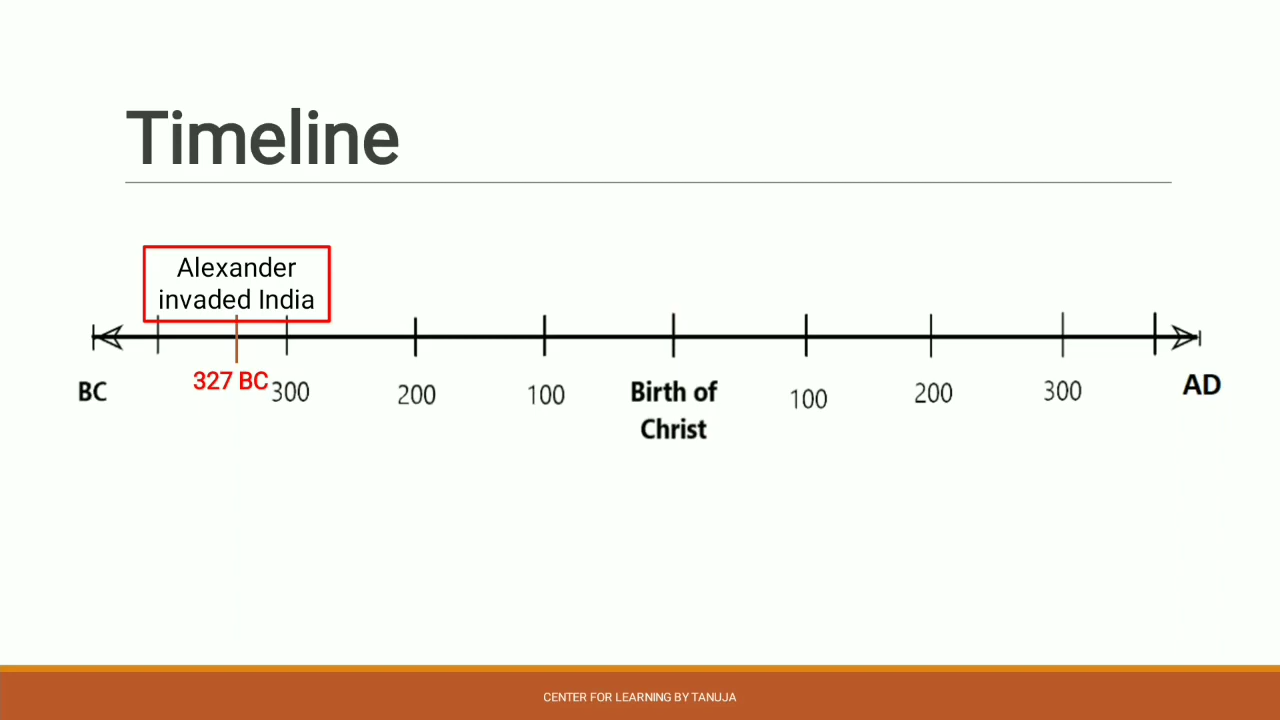 Timeline
Alexander
invaded India
327 BC
BC 300 200 100 Birth of Christ 100 200 300 AD
CENTER FOR LEARNING BY TANUJA